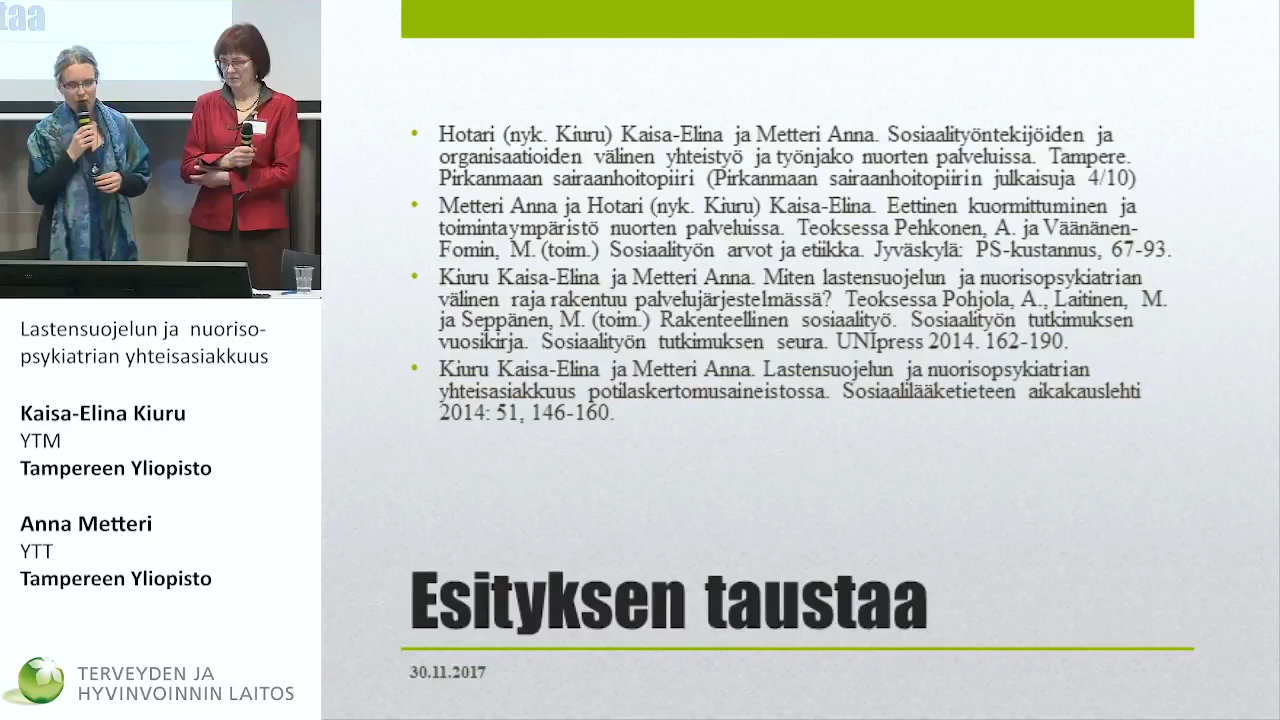 taa
Lastensuojelun ja nuoriso-
psykiatrian yhteisasiakkuus
Kaisa-Elina Kiuru
YTM
Tampereen Yliopisto
Anna Metteri
YTT
Tampereen Yliopisto
TERVEYDEN JA
HYVINVOINNIN LAITOS
• Hotari (nyk. Kiuru) Kaisa-Elina ja Metteri Anna. Sosiaalityöntekijöiden ja
organisaatioiden välinen yhteistyö ja työnjako nuorten palveluissa. Tampere.
Pirkanmaan sairaanhoitopiiri (Pirkanmaan sairaanhoitopiirin julkaisuja 4/10)
• Metteri Anna ja Hotari (nyk. Kiuru) Kaisa-Elina. Eettinen kuormittuminen ja
toimintaympäristö nuorten palveluissa. Teoksessa Pehkonen, A. ja Väänänen-
Fomin, M. (toim.) Sosiaalityön arvot ja etiikka. Jyväskylä: PS-kustannus, 67-93.
• Kiuru Kaisa-Elina ja Metteri Anna. Miten lastensuojelun ja nuorisopsykiatrian
välinen raja rakentuu palvelujärjestelmässä? Teoksessa Pohjola, A., Laitinen, M.
ja Seppänen, M. (toim.) Rakenteellinen sosiaalityö. Sosiaalityön tutkimuksen
vuosikirja. Sosiaalityön tutkimuksen seura. UNIpress 2014. 162-190.
• Kiuru Kaisa-Elina ja Metteri Anna. Lastensuojelun ja nuorisopsykiatrian
yhteisasiakkuus potilaskertomusaineistossa. Sosiaalilääketieteen aikakauslehti
2014: 51, 146-160.
Esityksen taustaa
30.11.2017